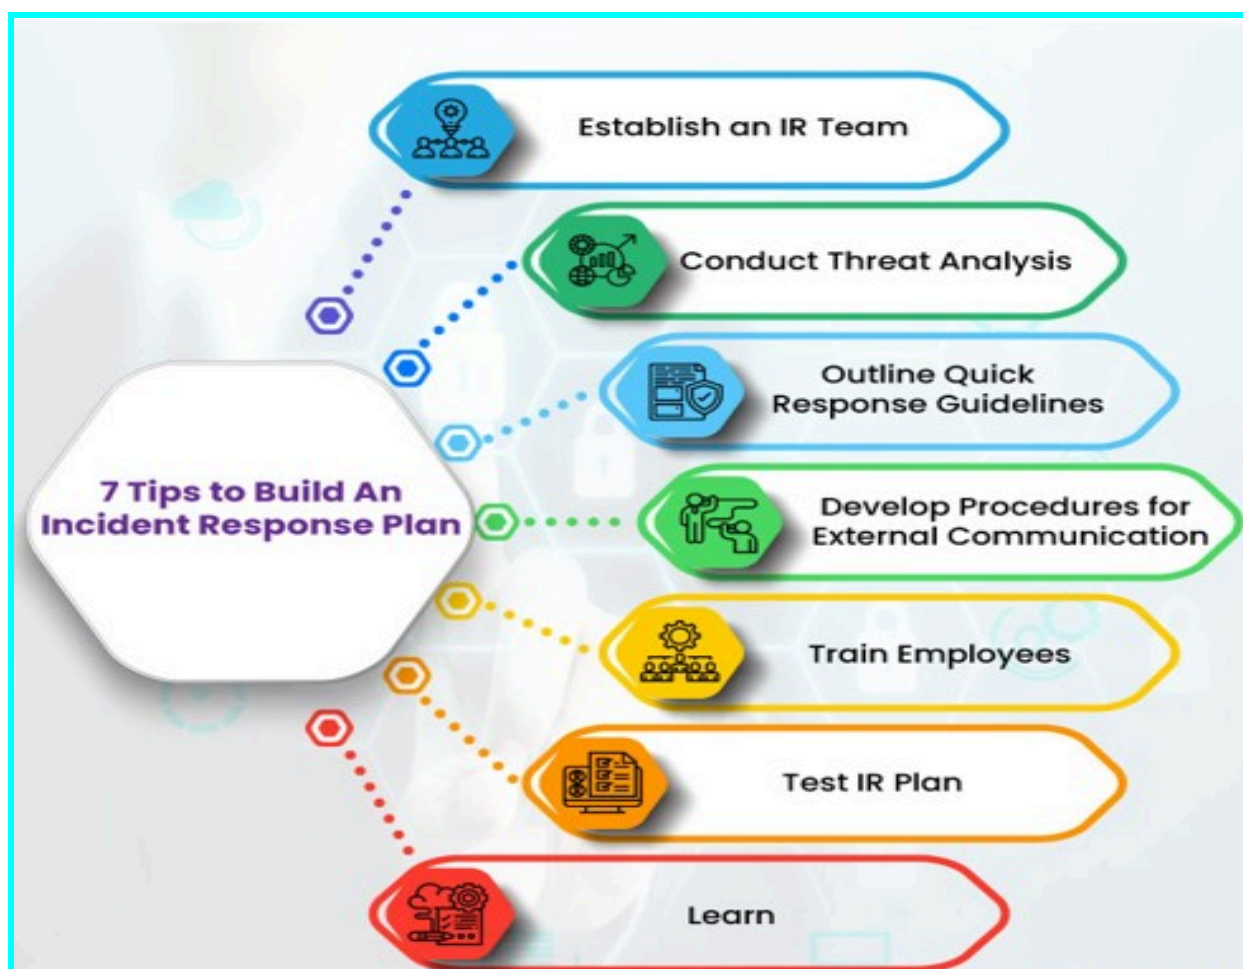 Establish an IR Team
Conduct Threat Analysis
Outline Quick
Response Guidelines
7 Tips to Build An
Incident Response Plan
Develop Procedures for
External Communication
Train Employees
Test IR Plan
Learn